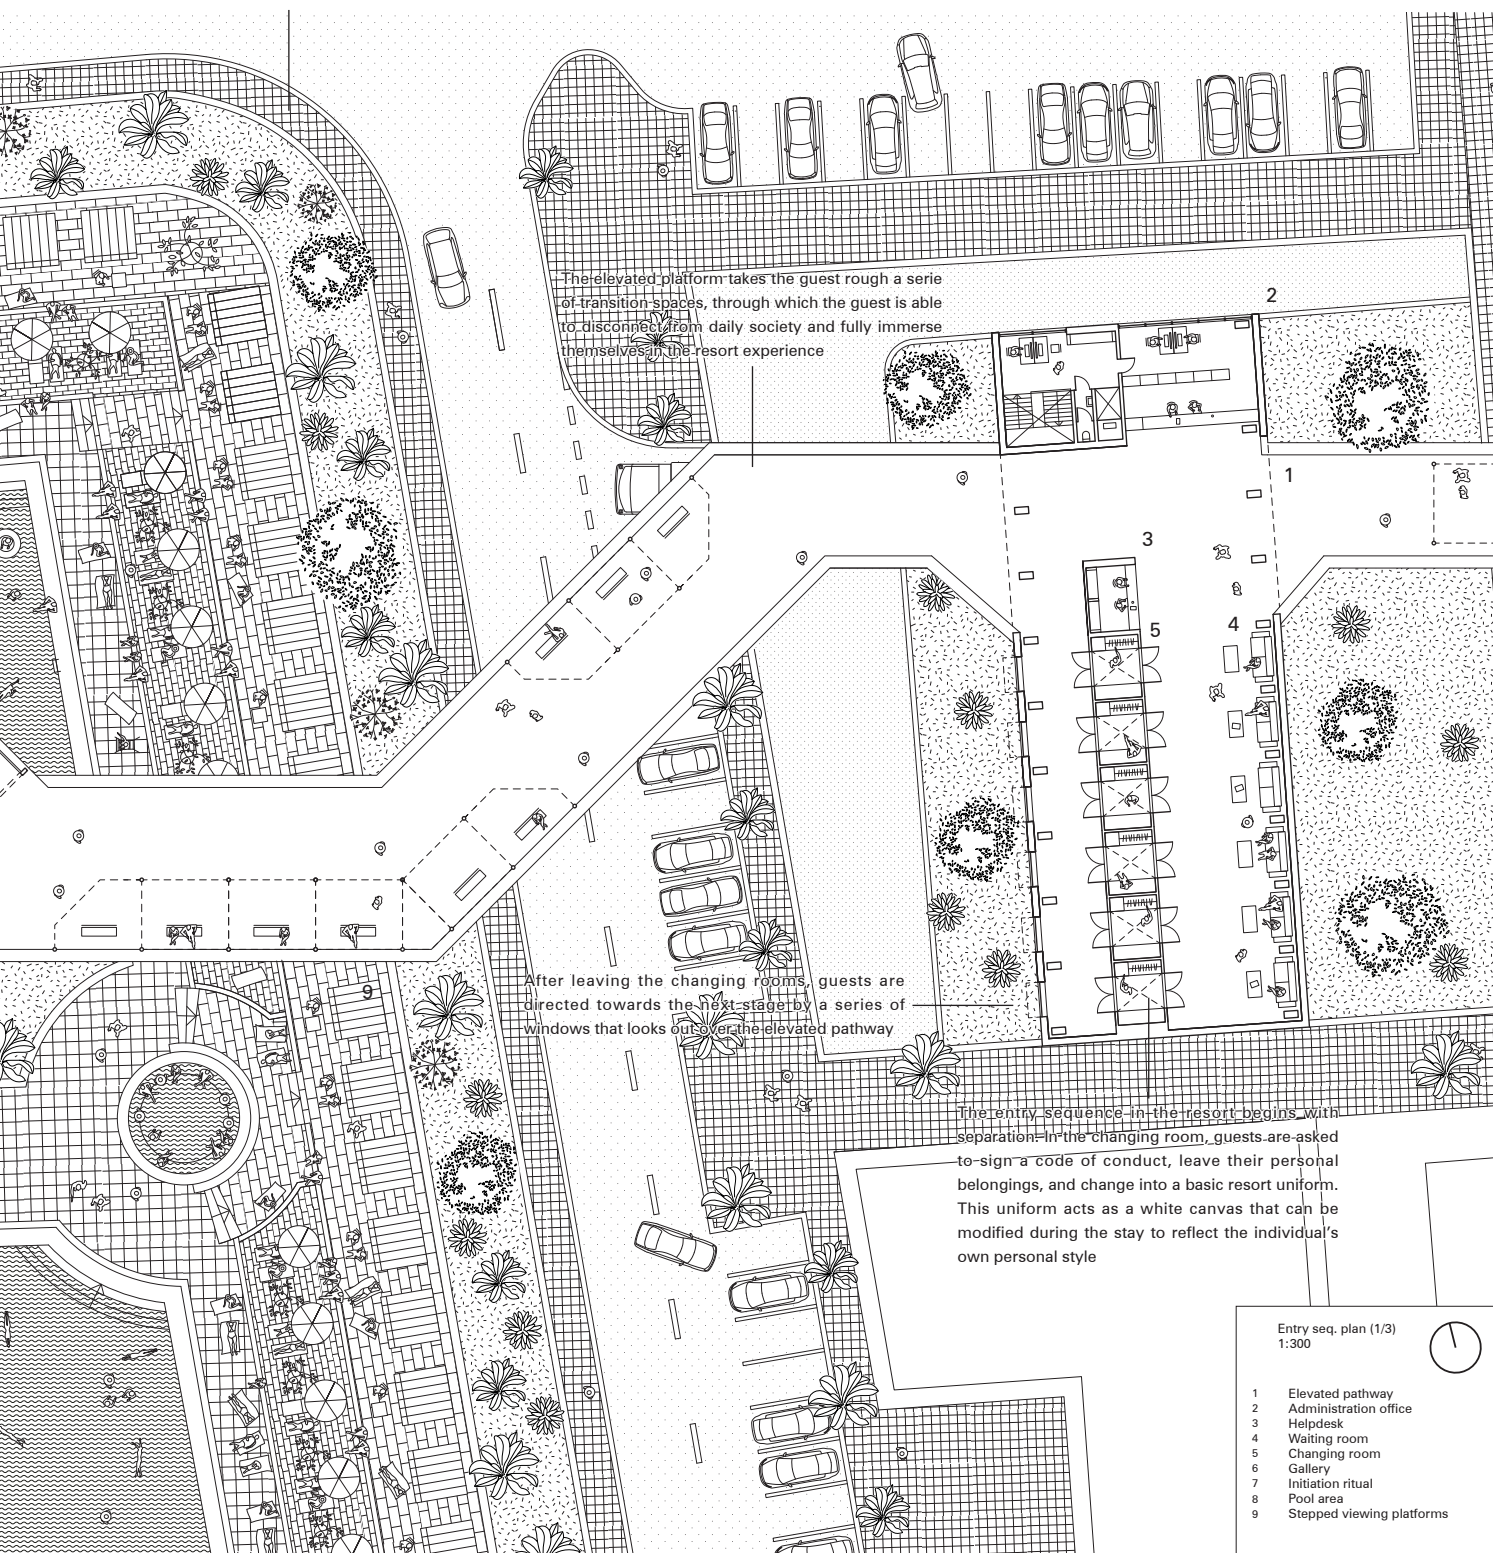 The elevated platform takes the guest rough a serie
of transition spaces, through which the guest is able
to disconnect from daily society and fully immerse
themselves in the resort experience
2
1
3
5
4
After leaving the changing rooms, guests are
directed towards the next stage by a series of
windows that looks out over the elevated pathway
9
The entry sequence in the resort begins with
separation. In the changing room, guests are asked
to sign a code of conduct, leave their personal
belongings, and change into a basic resort uniform.
This uniform acts as a white canvas that can be
modified during the stay to reflect the individual's
own personal style
Entry seq. plan (1/3)
1:300
1 Elevated pathway
2 Administration office
3 Helpdesk
4 Waiting room
5 Changing room
6 Gallery
7 Initiation ritual
8 Pool area
9 Stepped viewing platforms